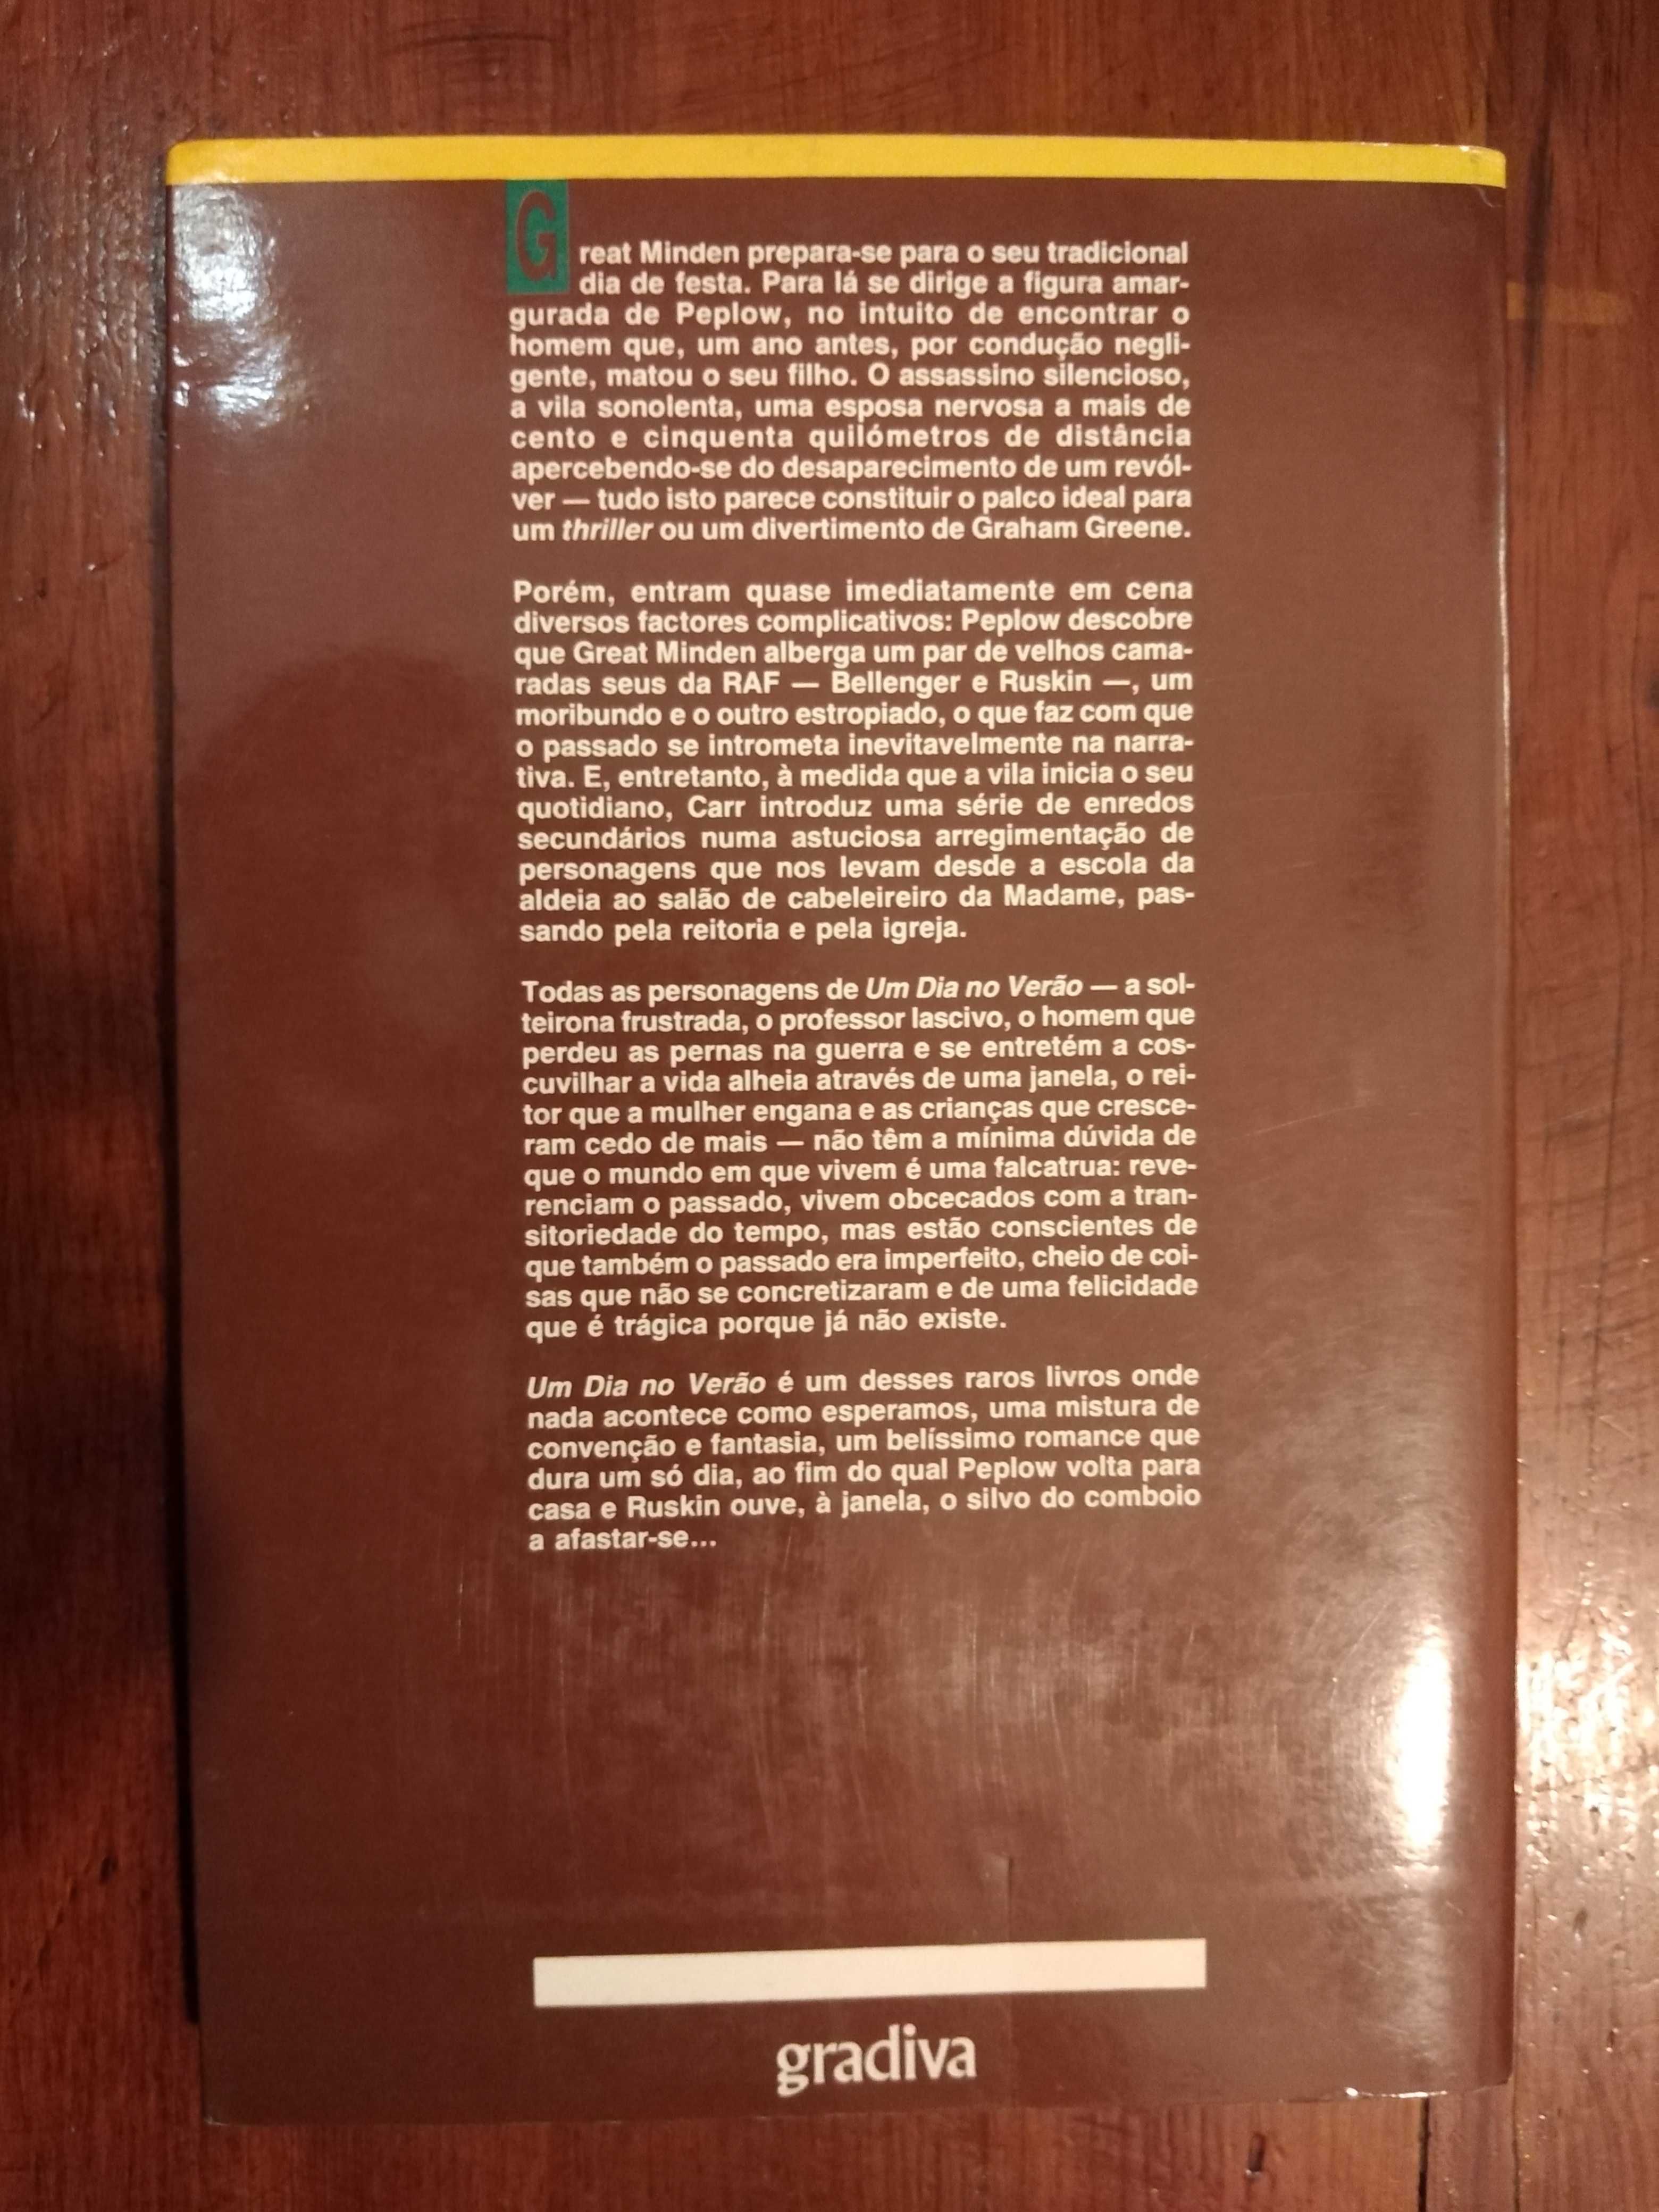 Great Minden prepara-se para o seu tradicional
dia de festa. Para lá se dirige a figura amar-
gurada de Peplow, no intuito de encontrar o
homem que, um ano antes, por condução negli-
gente, matou o seu filho. O assassino silencioso,
a vila sonolenta, uma esposa nervosa a mais de
cento e cinquenta quilómetros de distância
apercebendo-se do desaparecimento de um revól-
ver — tudo isto parece constituir o palco ideal para
um thriller ou um divertimento de Graham Greene.
Porém, entram quase imediatamente em cena
diversos factores complicativos: Peplow descobre
que Great Minden alberga um par de velhos cama-
radas seus da RAF — Bellenger e Ruskin —, um
moribundo e o outro estropiado, o que faz com que
o passado se intrometa inevitavelmente na narra-
tiva. E, entretanto, à medida que a vila inicia o seu
quotidiano, Carr introduz uma série de enredos
secundários numa astuciosa arregimentação de
personagens que nos levam desde a escola da
aldeia ao salão de cabeleireiro da Madame, pas-
sando pela reitoria e pela igreja.
Todas as personagens de Um Dia no Verão — a sol-
teirona frustrada, o professor lascivo, o homem que
perdeu as pernas na guerra e se entretém a cos-
cuvilhar a vida alheia através de uma janela, o rei-
tor que a mulher engana e as crianças que cresce-
ram cedo de mais — não têm a mínima dúvida de
que o mundo em que vivem é uma falcatrua: reve-
renciam o passado, vivem obcecados com a tran-
sitoriedade do tempo, mas estão conscientes de
que também o passado era imperfeito, cheio de coi-
sas que não se concretizaram e de uma felicidade
que é trágica porque já não existe.
Um Dia no Verão é um desses raros livros onde
nada acontece como esperamos, uma mistura de
convenção e fantasia, um belíssimo romance que
dura um só dia, ao fim do qual Peplow volta para
casa e Ruskin ouve, à janela, o silvo do comboio
a afastar-se...
gradiva